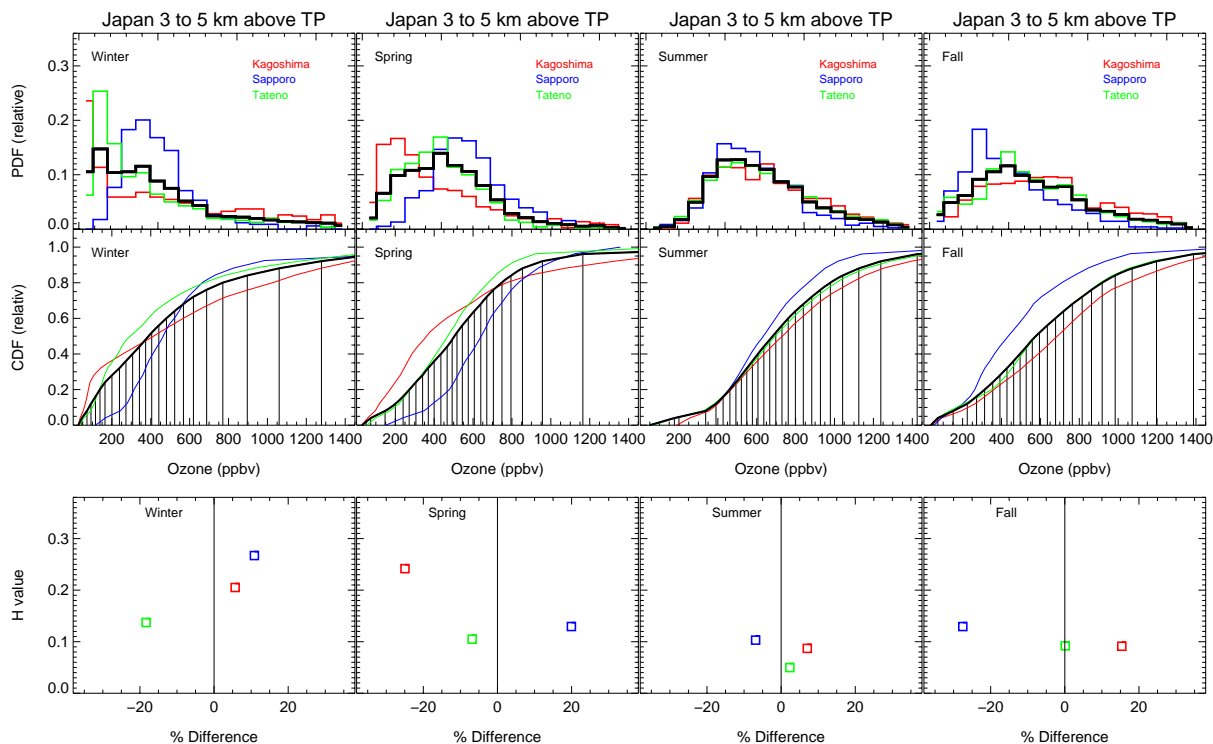 Japan 3 to 5 km above TP Japan 3 to 5 km above TP Japan 3 to 5 km above TP Japan 3 to 5 km above TP
PDF (relative)
0.3
0.2
0.1
0.0
Winter
Kagoshima
Sapporo
Tateno
Spring
Kagoshima
Sapporo
Tateno
Summer
Kagoshima
Sapporo
Tateno
Fall
Kagoshima
Sapporo
Tateno
CDF (relativ)
1.0
0.8
0.6
0.4
0.2
0.0
Winter
Spring
Summer
Fall
200 400 600 800 1000 1200 1400 200 400 600 800 1000 1200 1400 200 400 600 800 1000 1200 1400 200 400 600 800 1000 1200 1400
Ozone (ppbv) Ozone (ppbv) Ozone (ppbv) Ozone (ppbv)
H value
0.3
0.2
0.1
0.0
Winter
Spring
Summer
Fall
−20 0 20 −20 0 20 −20 0 20 −20 0 20
% Difference % Difference % Difference % Difference